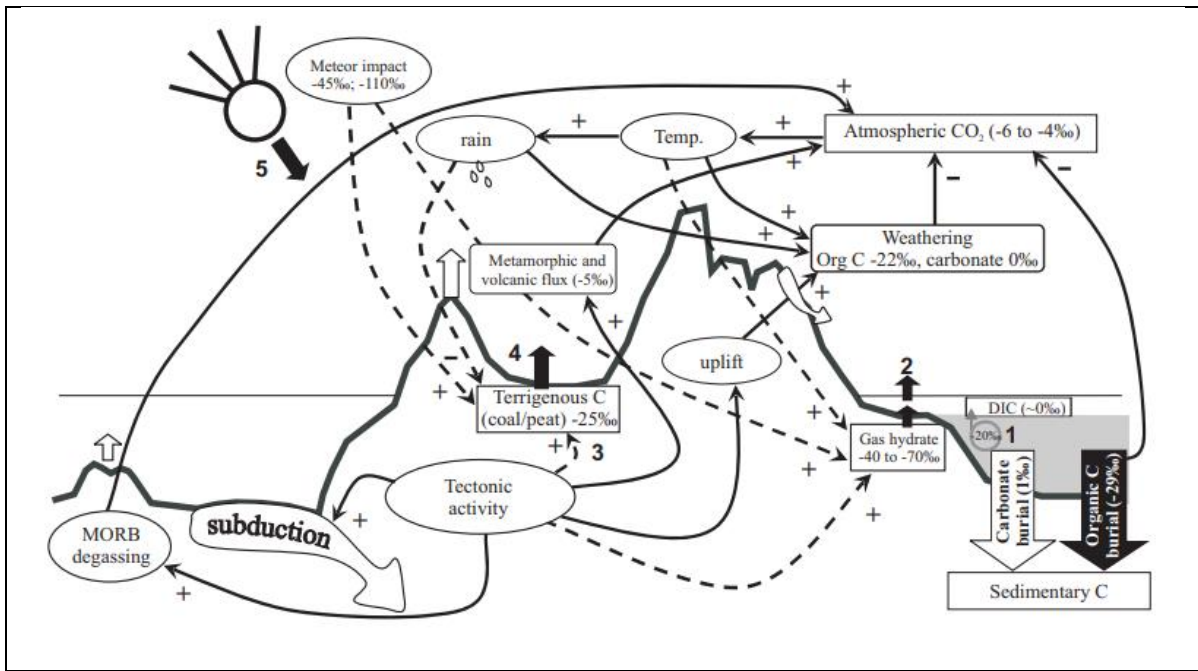 Meteor impact
-45‰; -110‰
5
rain
+
Temp.
+
+
Atmospheric CO₂ (-6 to -4‰)
+
–
–
+
+
Weathering
Org C -22‰, carbonate 0‰
+
Metamorphic and
volcanic flux (-5‰)
+
uplift
–
4
+
Terrigenous C
(coal/peat) -25‰
+
3
2
DIC (~0‰)
-20‰
1
Gas hydrate
-40 to -70‰
+
+
Carbonate
burial (1‰)
Organic C
burial (-29‰)
Sedimentary C
Tectonic
activity
+
subduction
MORB
degassing
+